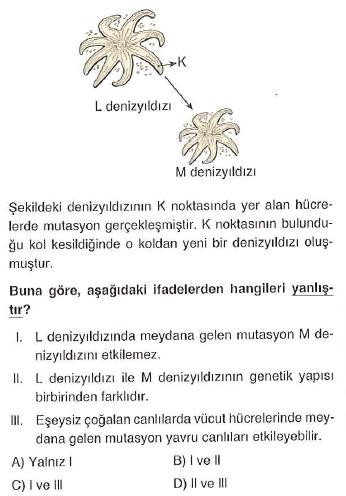 K
L denizyıldızı
M denizyıldızı
Şekildeki denizyıldızının K noktasında yer alan hücre-
lerde mutasyon gerçekleşmiştir. K noktasının bulundu-
ğu kol kesildiğinde o koldan yeni bir denizyıldızı oluş-
muştur.
Buna göre, aşağıdaki ifadelerden hangileri yanlış-
tır?
I. L denizyıldızında meydana gelen mutasyon M de-
nizyıldızını etkilemez.
II. L denizyıldızı ile M denizyıldızının genetik yapısı
birbirinden farklıdır.
III. Eşeysiz çoğalan canlılarda vücut hücrelerinde mey-
dana gelen mutasyon yavru canlıları etkileyebilir.
A) Yalnız I B) I ve II
C) I ve III D) II ve III